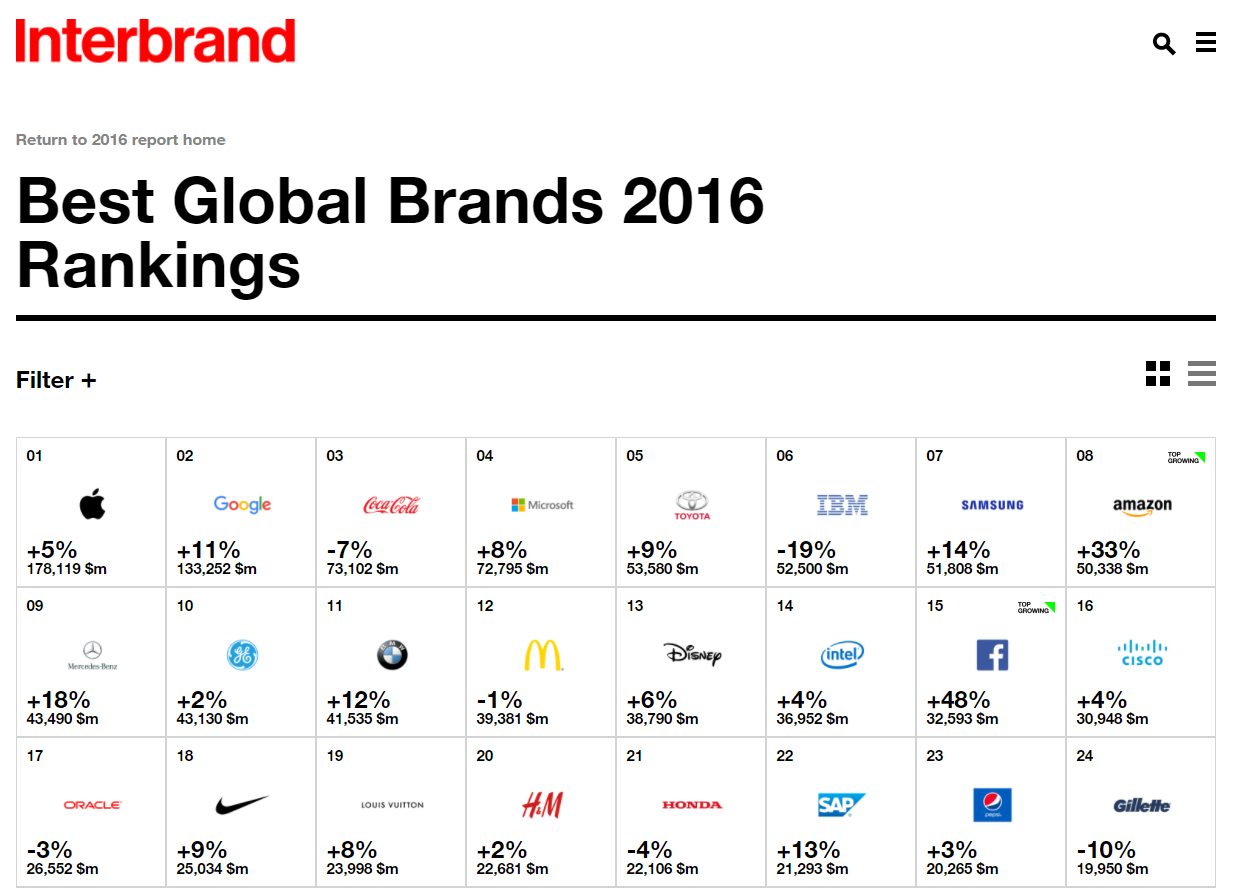 Interbrand
Return to 2016 report home
Best Global Brands 2016
Rankings
Filter +
01
+5%
178,119 $m
02
Google
+11%
133,252 $m
03
Coca-Cola
-7%
73,102 $m
04
Microsoft
+8%
72,795 $m
05
TOYOTA
+9%
53,580 $m
06
IBM
-19%
52,500 $m
07
SAMSUNG
+14%
51,808 $m
08
TOP
GROWING
amazon
+33%
50,338 $m
09
Mercedes-Benz
+18%
43,490 $m
10
GE
+2%
43,130 $m
11
BMW
+12%
41,535 $m
12
-1%
39,381 $m
13
Disney
+6%
38,790 $m
14
intel
+4%
36,952 $m
15
TOP
GROWING
f
+48%
32,593 $m
16
CISCO
+4%
30,948 $m
17
ORACLE
-3%
26,552 $m
18
+9%
25,034 $m
19
LOUIS VUITTON
+8%
23,998 $m
20
H&M
+2%
22,681 $m
21
HONDA
-4%
22,106 $m
22
SAP
+13%
21,293 $m
23
pepsi
+3%
20,265 $m
24
Gillette
-10%
19,950 $m